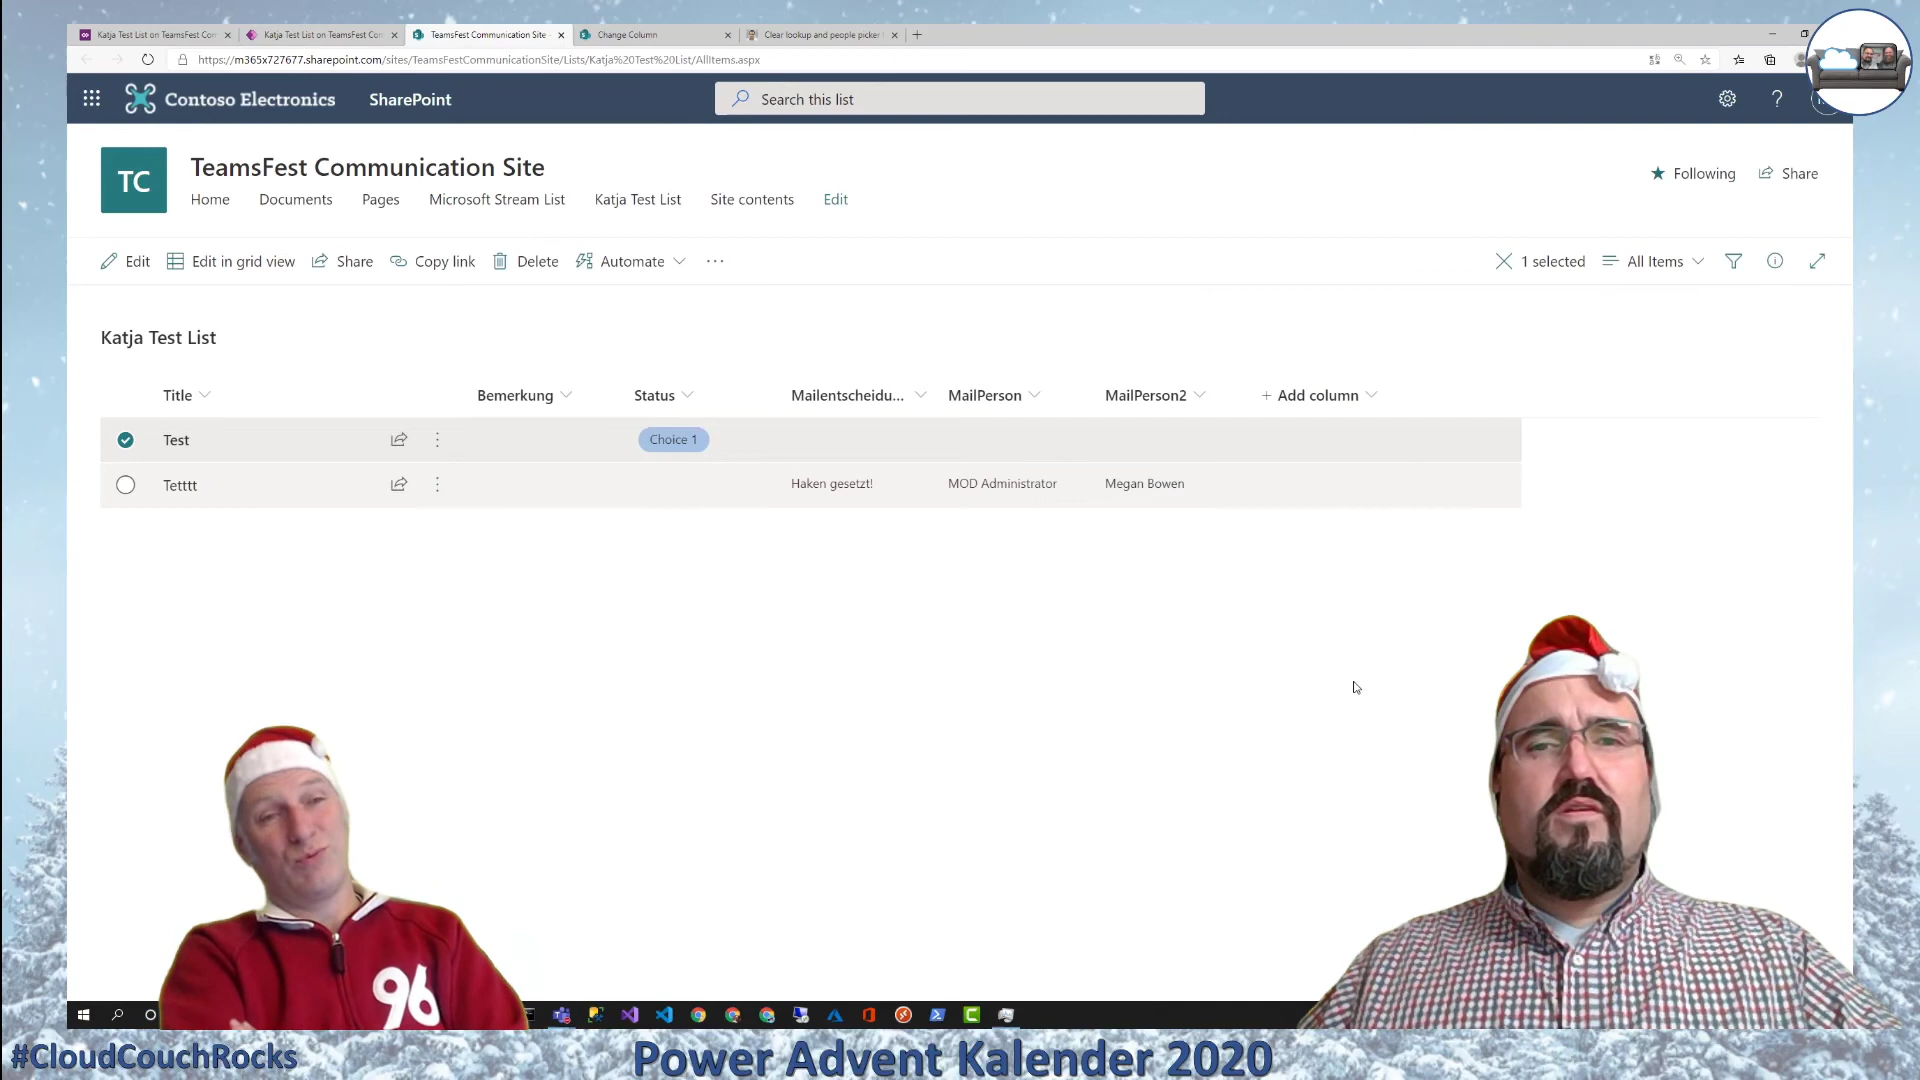 Katja Test List on TeamsFest Com
Katja Test List on TeamsFest Con
TeamsFest Communication Site -
Change Column
Clear lookup and people picker f
https://m365x727677.sharepoint.com/sites/TeamsFestCommunicationSite/Lists/Katja%20Test%20List/AllItems.aspx
Contoso Electronics
SharePoint
Search this list
TC
TeamsFest Communication Site
Following
Share
Home
Documents
Pages
Microsoft Stream List
Katja Test List
Site contents
Edit
Edit
Edit in grid view
Share
Copy link
Delete
Automate
1 selected
All Items
Katja Test List
Title
Bemerkung
Status
Mailentscheidu...
MailPerson
MailPerson2
+ Add column
Test
Choice 1
Tetttt
Haken gesetzt!
MOD Administrator
Megan Bowen
96
#CloudCouchRocks
Power Advent Kalender 2020